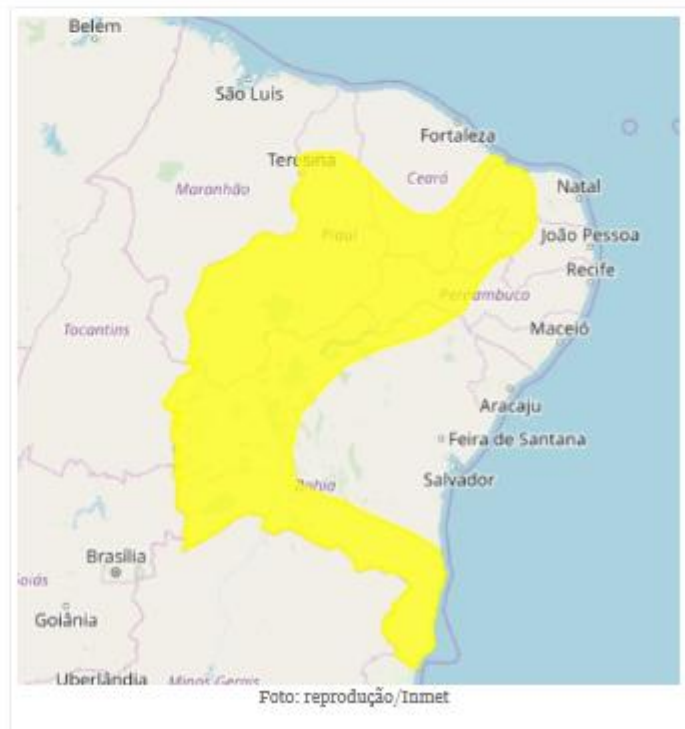 Belém
São Luis
Fortaleza
Teresina
Ceará
Natal
Maranhão
Piauí
João Pessoa
Recife
Pernambuco
Tocantins
Maceió
Aracaju
Feira de Santana
Salvador
Bahia
Brasília
Goiás
Goiânia
Uberlândia
Minas Gerais
Foto: reprodução/Inmet